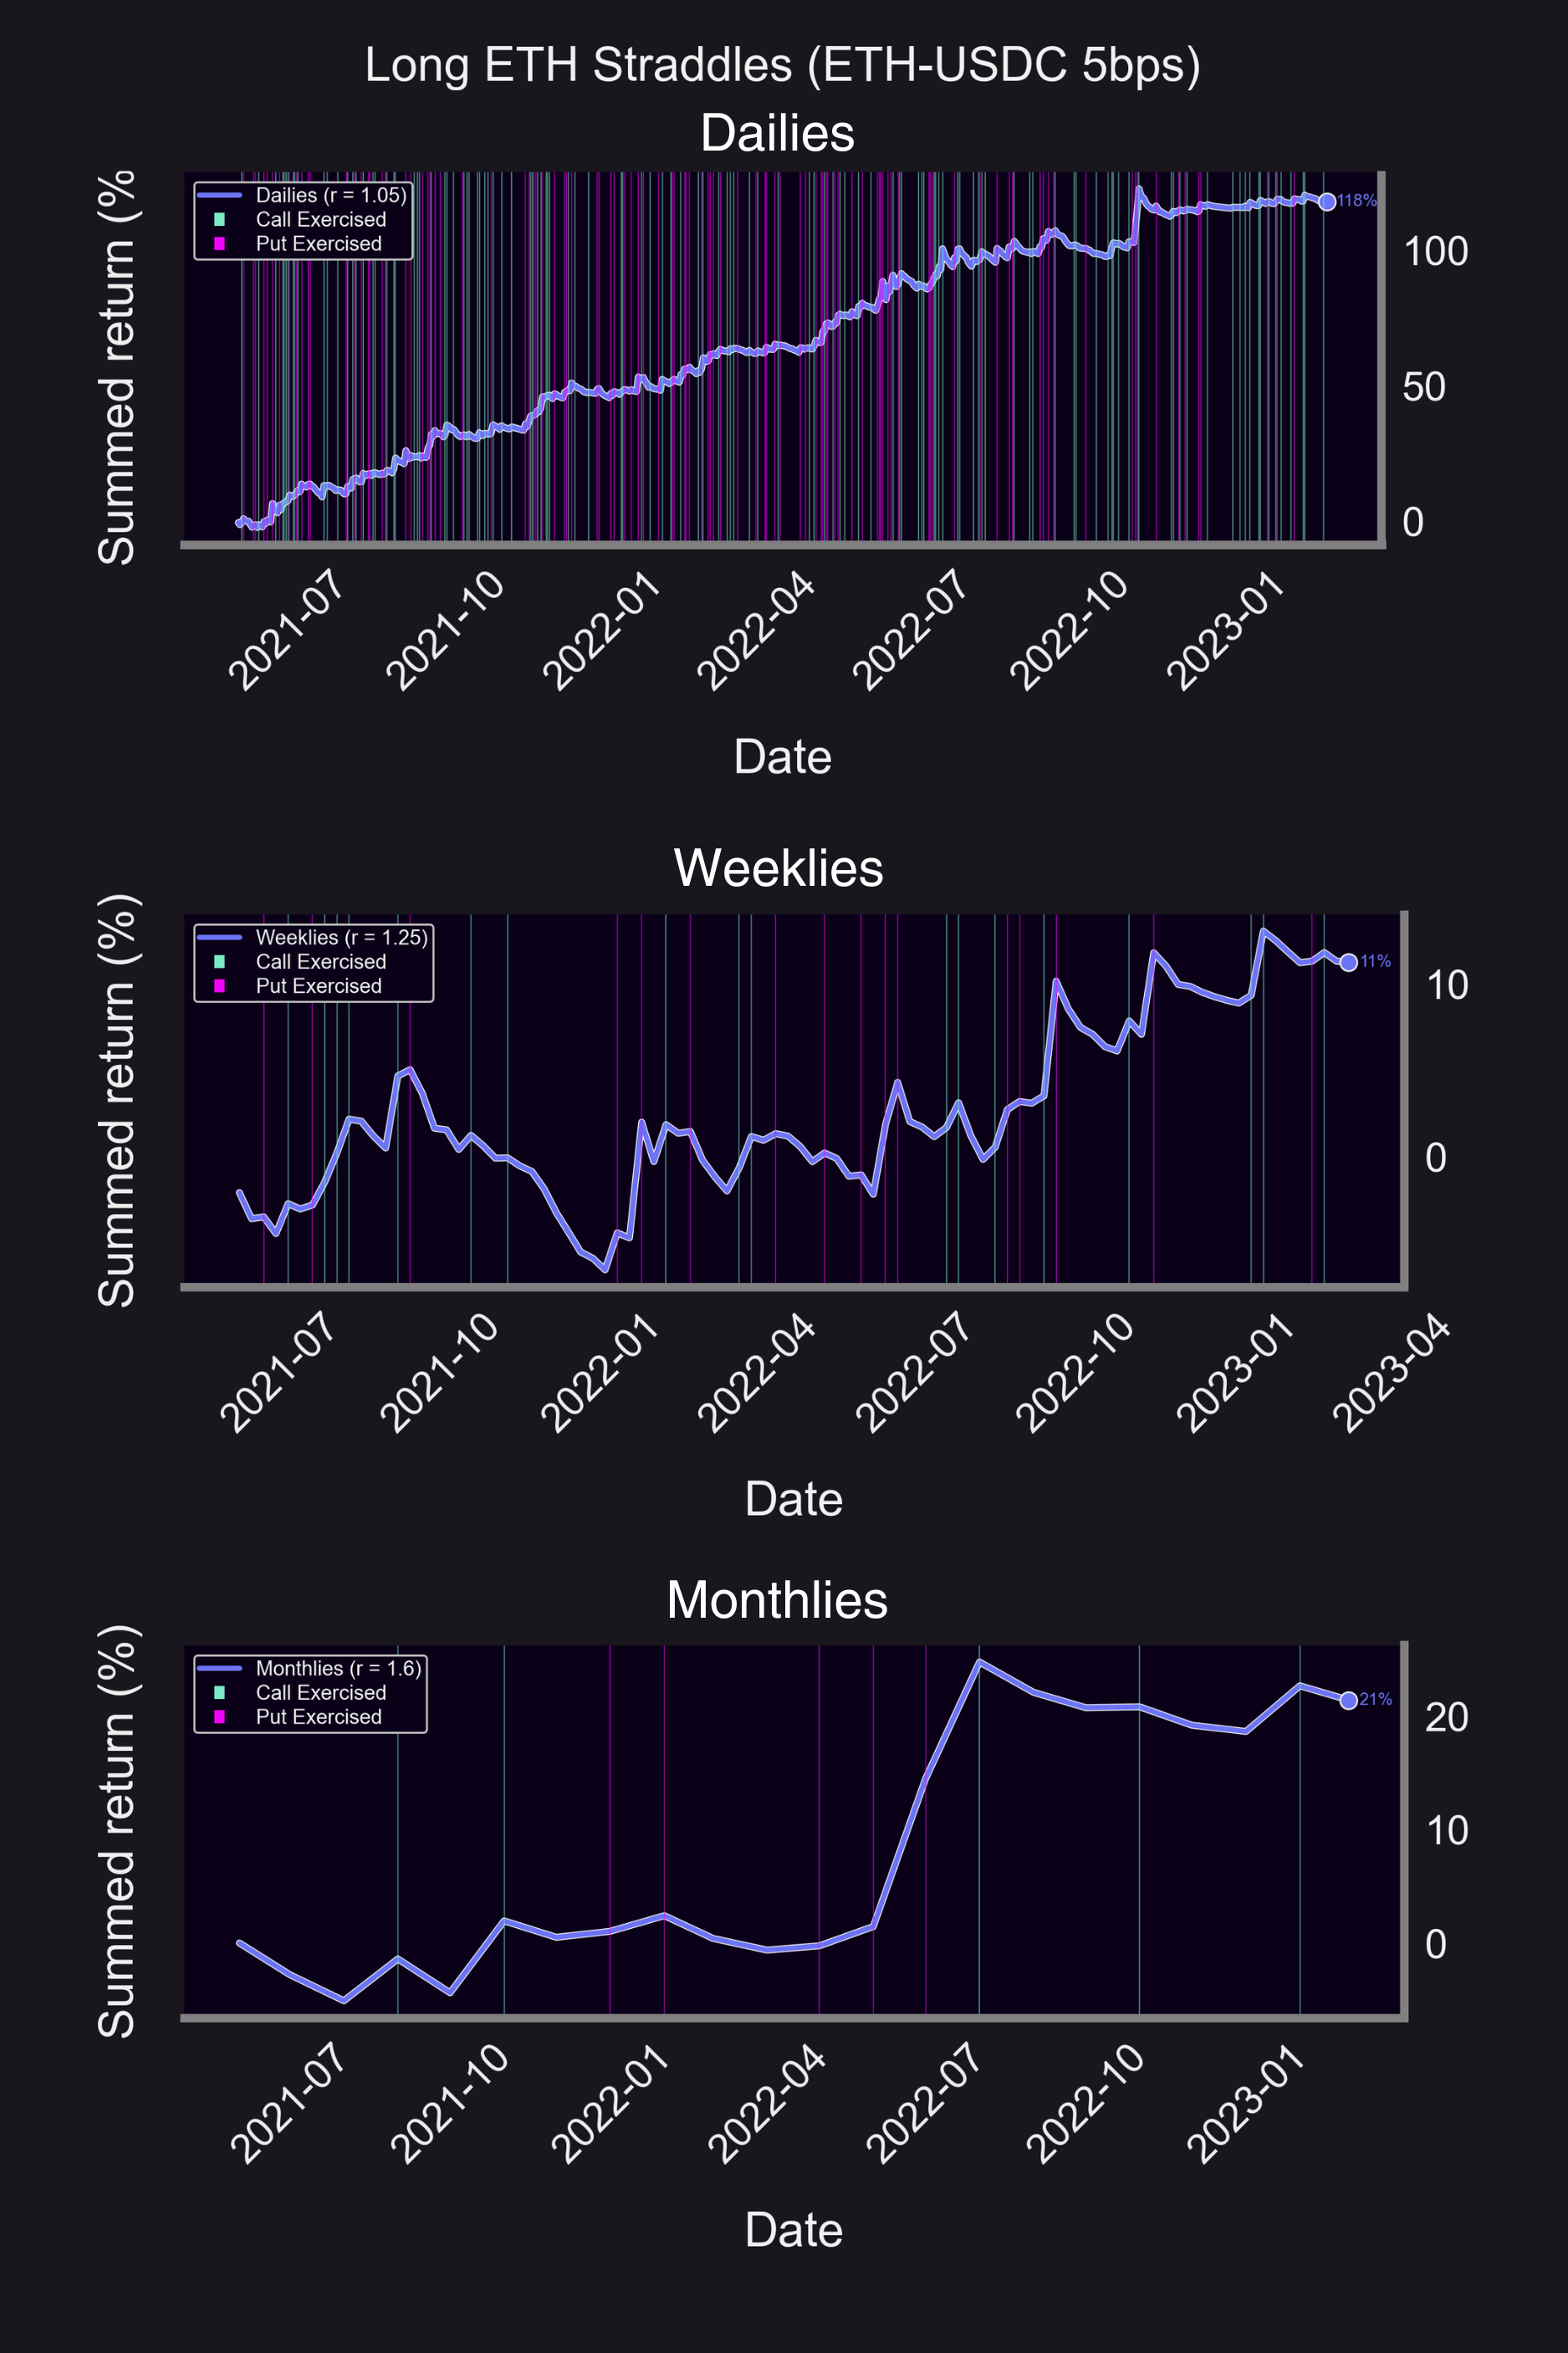 Long ETH Straddles (ETH-USDC 5bps)
Dailies
Summed return (%
Dailies (r = 1.05)
Call Exercised
Put Exercised
118%
100
50
0
2021-07
2021-10
2022-01
2022-04
2022-07
2022-10
2023-01
Date
Weeklies
Summed return (%)
Weeklies (r = 1.25)
Call Exercised
Put Exercised
11%
10
0
2021-07
2021-10
2022-01
2022-04
2022-07
2022-10
2023-01
2023-04
Date
Monthlies
Summed return (%)
Monthlies (r = 1.6)
Call Exercised
Put Exercised
21%
20
10
0
2021-07
2021-10
2022-01
2022-04
2022-07
2022-10
2023-01
Date